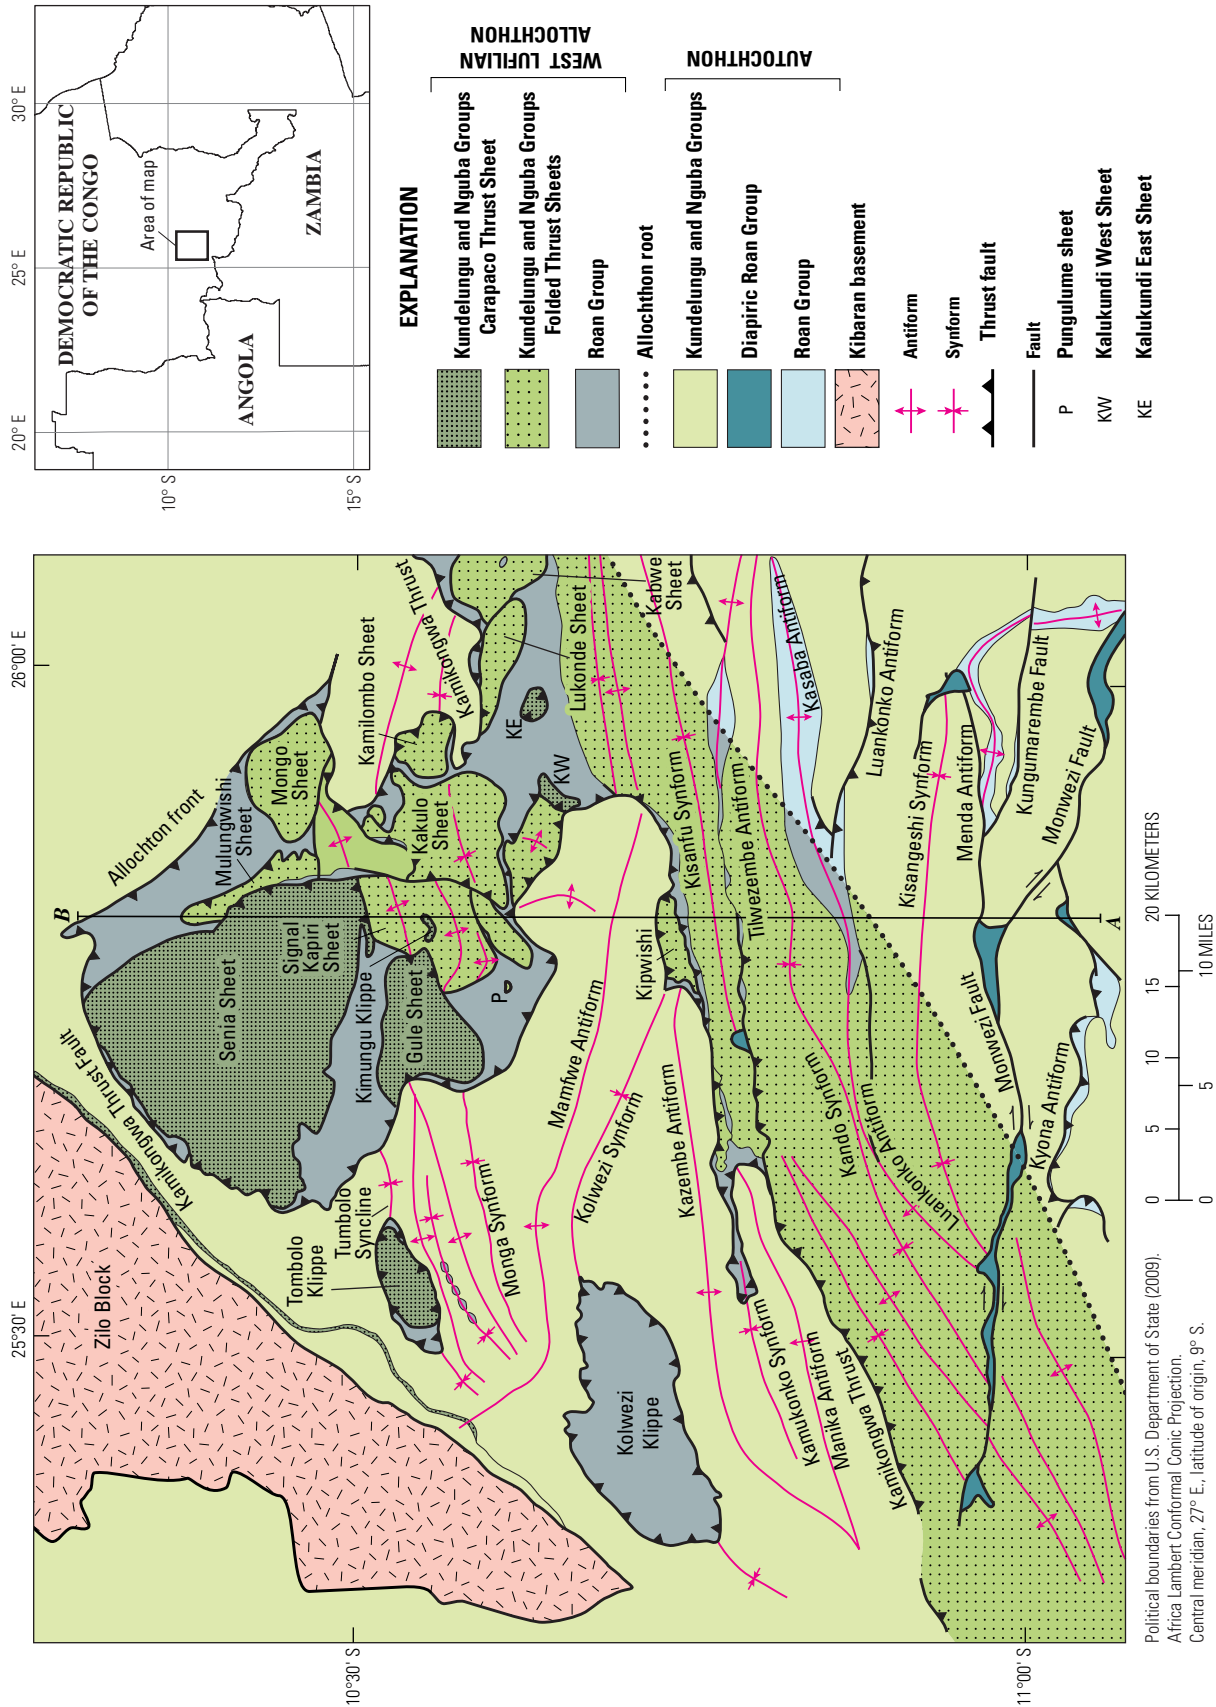 25°30' E
26°00' E
10°30' S
11°00' S
Zilo Block
Kamikongwa Thrust Fault
Allochton front
B
Senia Sheet
Mulungwishi
Sheet
Mongo
Sheet
Signal
Kapiri
Sheet
Kimungu Klippe
Gule Sheet
Kakulo
Sheet
Kamilombo Sheet
Kamikongwa Thrust
Tombolo
Klippe
Tumbolo
Syncline
Monga Synform
P
KW
KE
Lukonde Sheet
Kabwe
Sheet
Mamfwe Antiform
Kolwezi Synform
Kolwezi
Klippe
Kazembe Antiform
Kipwishi
Kisanfu Synform
Tilwezembe Antiform
Kasaba Antiform
Kamukonko Synform
Manika Antiform
Kamikongwa Thrust
Kando Synform
Luankonko Antiform
Luankonko Antiform
Kisangeshi Synform
Menda Antiform
Kungumarembe Fault
Monwezi Fault
Monwezi Fault
Kyona Antiform
A
0 5 10 15 20 KILOMETERS
0 5 10 MILES
Political boundaries from U.S. Department of State (2009).
Africa Lambert Conformal Conic Projection.
Central meridian, 27° E., latitude of origin, 9° S.
20° E
25° E
30° E
10° S
15° S
DEMOCRATIC REPUBLIC
OF THE CONGO
Area of map
ANGOLA
ZAMBIA
EXPLANATION
Kundelungu and Nguba Groups
Carapaco Thrust Sheet
Kundelungu and Nguba Groups
Folded Thrust Sheets
Roan Group
WEST LUFILIAN
ALLOCHTHON
Allochthon root
Kundelungu and Nguba Groups
Diapiric Roan Group
Roan Group
AUTOCHTHON
Kibaran basement
Antiform
Synform
Thrust fault
Fault
P Pungulume sheet
KW Kalukundi West Sheet
KE Kalukundi East Sheet